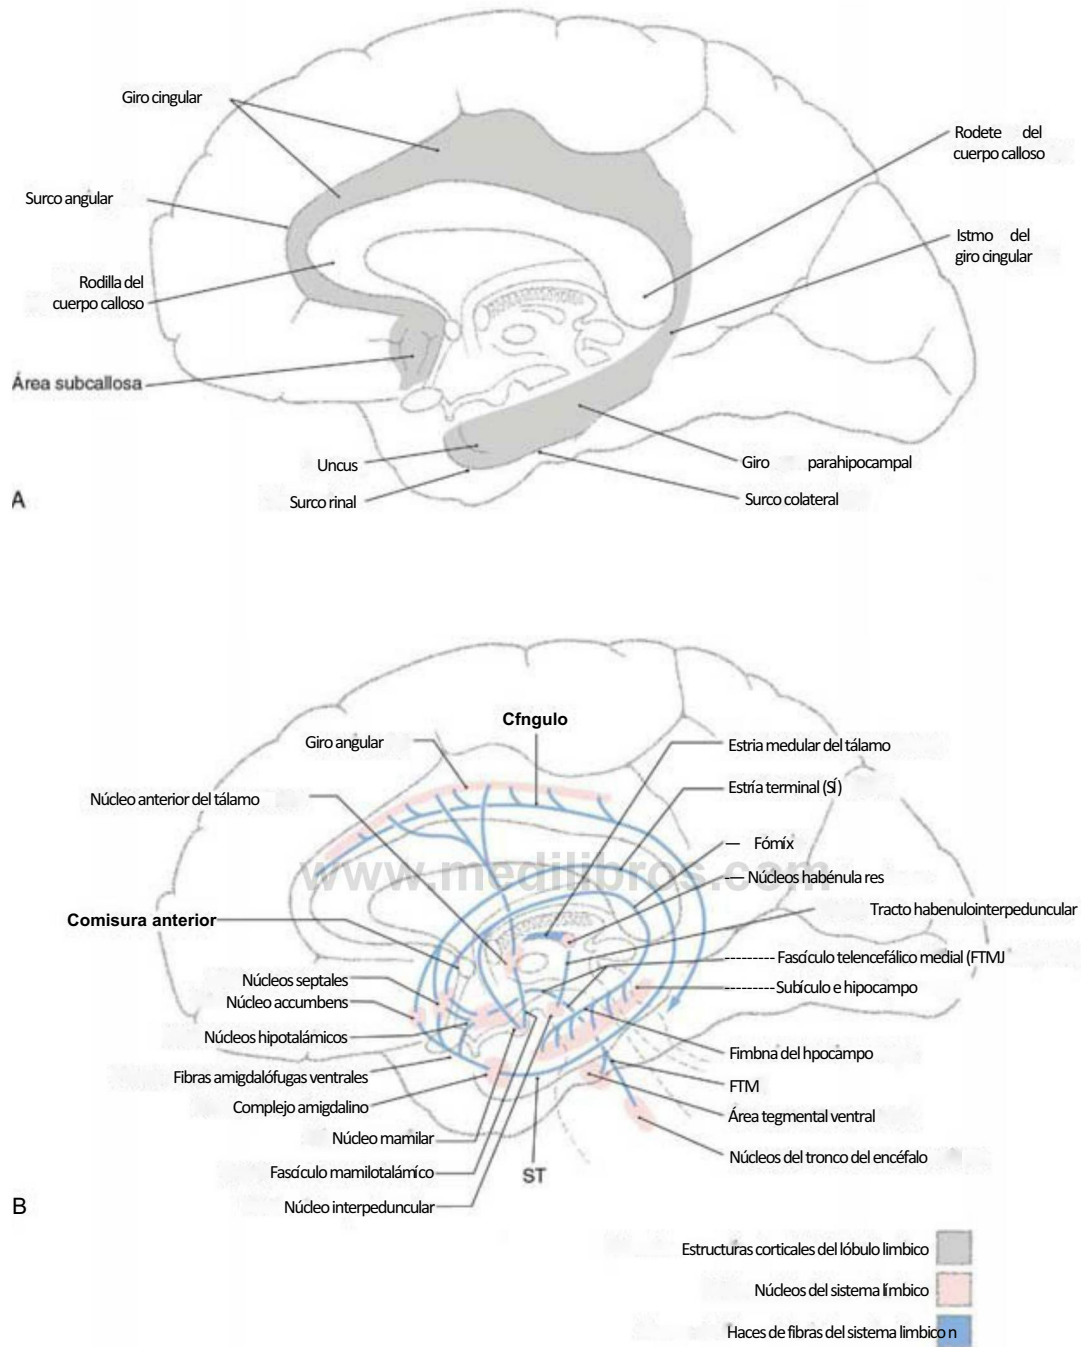 Giro cingular
Rodete del
cuerpo calloso
Surco angular
Istmo del
giro cingular
Rodilla del
cuerpo calloso
Área subcallosa
Uncus
Giro parahipocampal
Surco rinal
Surco colateral
A
Cfngulo
Giro angular
Estria medular del tálamo
Núcleo anterior del tálamo
Estría terminal (SÍ)
— Fómíx
www.medilibros.com
-— Núcleos habénula res
Comisura anterior
Tracto habenulointerpeduncular
--------- Fascículo telencefálico medial (FTMJ
Núcleos septales
--------- Subículo e hipocampo
Núcleo accumbens
Núcleos hipotalámicos
Fimbna del hpocampo
Fibras amigdalófugas ventrales
FTM
Complejo amigdalino
Área tegmental ventral
Núcleo mamilar
Núcleos del tronco del encéfalo
Fascículo mamilotalámíco
ST
Núcleo interpeduncular
B
Estructuras corticales del lóbulo limbico
Núcleos del sistema límbico
Haces de fibras del sistema limbico n